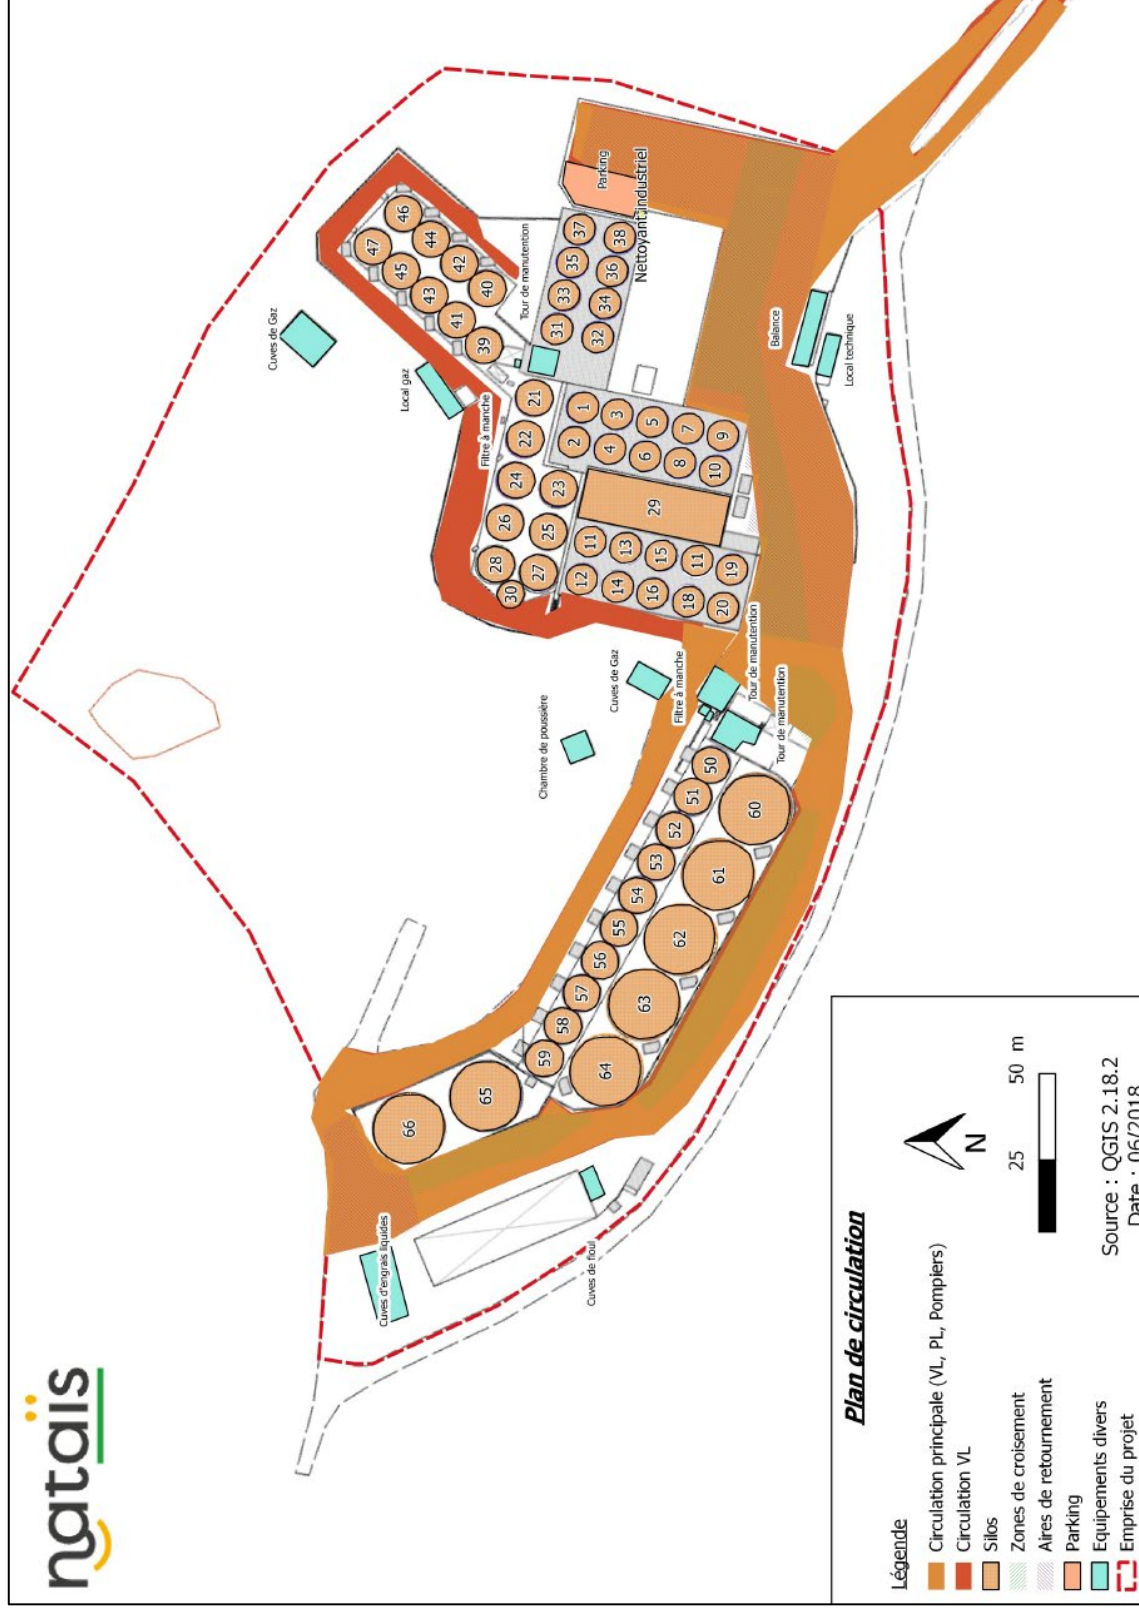 natais
Cuves de Gaz
Local gaz
Filtre à manche
Tour de manutention
Parking
Nettoyant industriel
Balance
Local technique
Chambre de poussière
Cuves de Gaz
Filtre à manche
Tour de manutention
Tour de manutention
Cuves d'engrais liquides
Cuves de fioul
47
46
45
44
43
42
41
40
39
37
38
35
36
33
34
31
32
21
22
24
23
26
25
28
27
30
1
2
3
4
5
6
7
8
9
10
29
11
12
13
14
15
16
11
18
19
20
50
51
52
53
54
55
56
57
58
59
60
61
62
63
64
65
66
Plan de circulation
Légende
Circulation principale (VL, PL, Pompiers)
Circulation VL
Silos
Zones de croisement
Aires de retournement
Parking
Equipements divers
Emprise du projet
N
25 50 m
Source : QGIS 2.18.2
Date : 06/2018